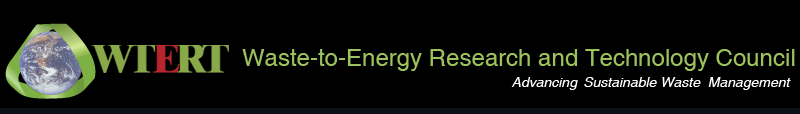 WTERT Waste-to-Energy Research and Technology Council
Advancing Sustainable Waste Management